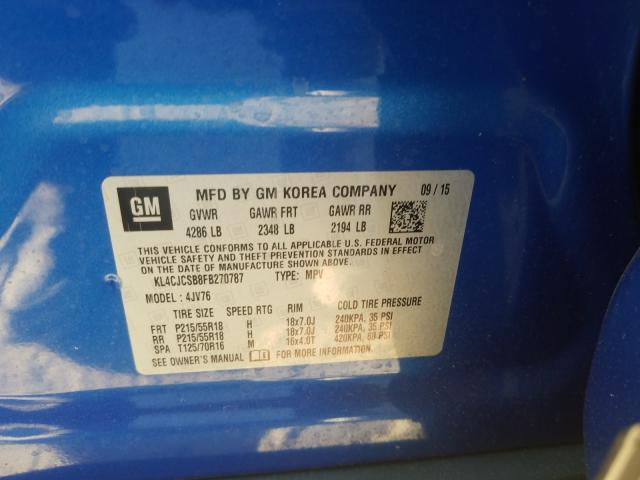 GM
MFD BY GM KOREA COMPANY 09/15
GVWR GAWR FRT GAWR RR
4286 LB 2348 LB 2194 LB
THIS VEHICLE CONFORMS TO ALL APPLICABLE U.S. FEDERAL MOTOR
VEHICLE SAFETY AND THEFT PREVENTION STANDARDS IN EFFECT
ON THE DATE OF MANUFACTURE SHOWN ABOVE.
KL4CJCSB8FB270787 TYPE: MPV
MODEL: 4JV76
TIRE SIZE SPEED RTG RIM COLD TIRE PRESSURE
FRT P215/55R18 H 18x7.0J 240KPA, 35 PSI
RR P215/55R18 H 18x7.0J 240KPA, 35 PSI
SPA T125/70R16 M 16x4.0T 420KPA, 60 PSI
SEE OWNER'S MANUAL FOR MORE INFORMATION